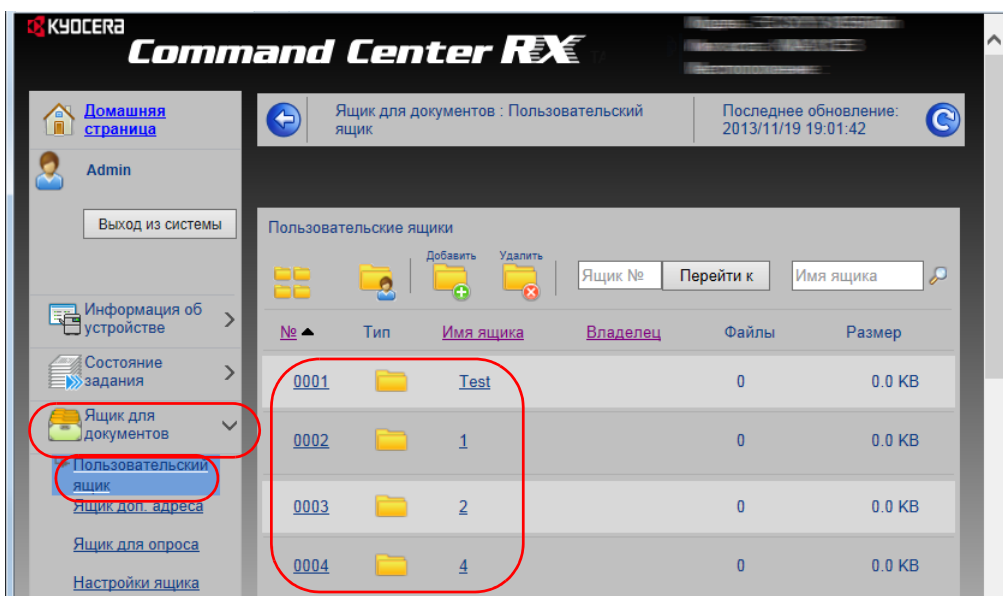 KYOCERA
Command Center RX
Домашняя
страница
Admin
Выход из системы
Информация об
устройстве
Состояние
задания
Ящик для
документов
Пользовательский
ящик
Ящик доп. адреса
Ящик для опроса
Настройки ящика
Ящик для документов : Пользовательский
ящик
Последнее обновление:
2013/11/19 19:01:42
Пользовательские ящики
Добавить Удалить
Ящик № Перейти к Имя ящика
№ Тип Имя ящика Владелец Файлы Размер
0001 Test 0 0.0 KB
0002 1 0 0.0 KB
0003 2 0 0.0 KB
0004 4 0 0.0 KB